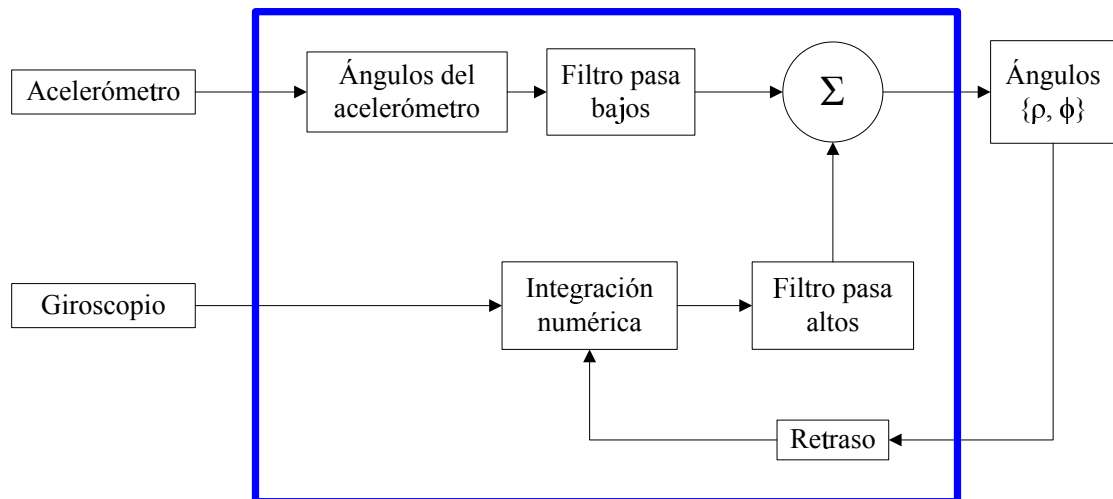 Acelerómetro
Ángulos del
acelerómetro
Filtro pasa
bajos
Σ
Ángulos
{ρ, ϕ}
Giroscopio
Integración
numérica
Filtro pasa
altos
Retraso